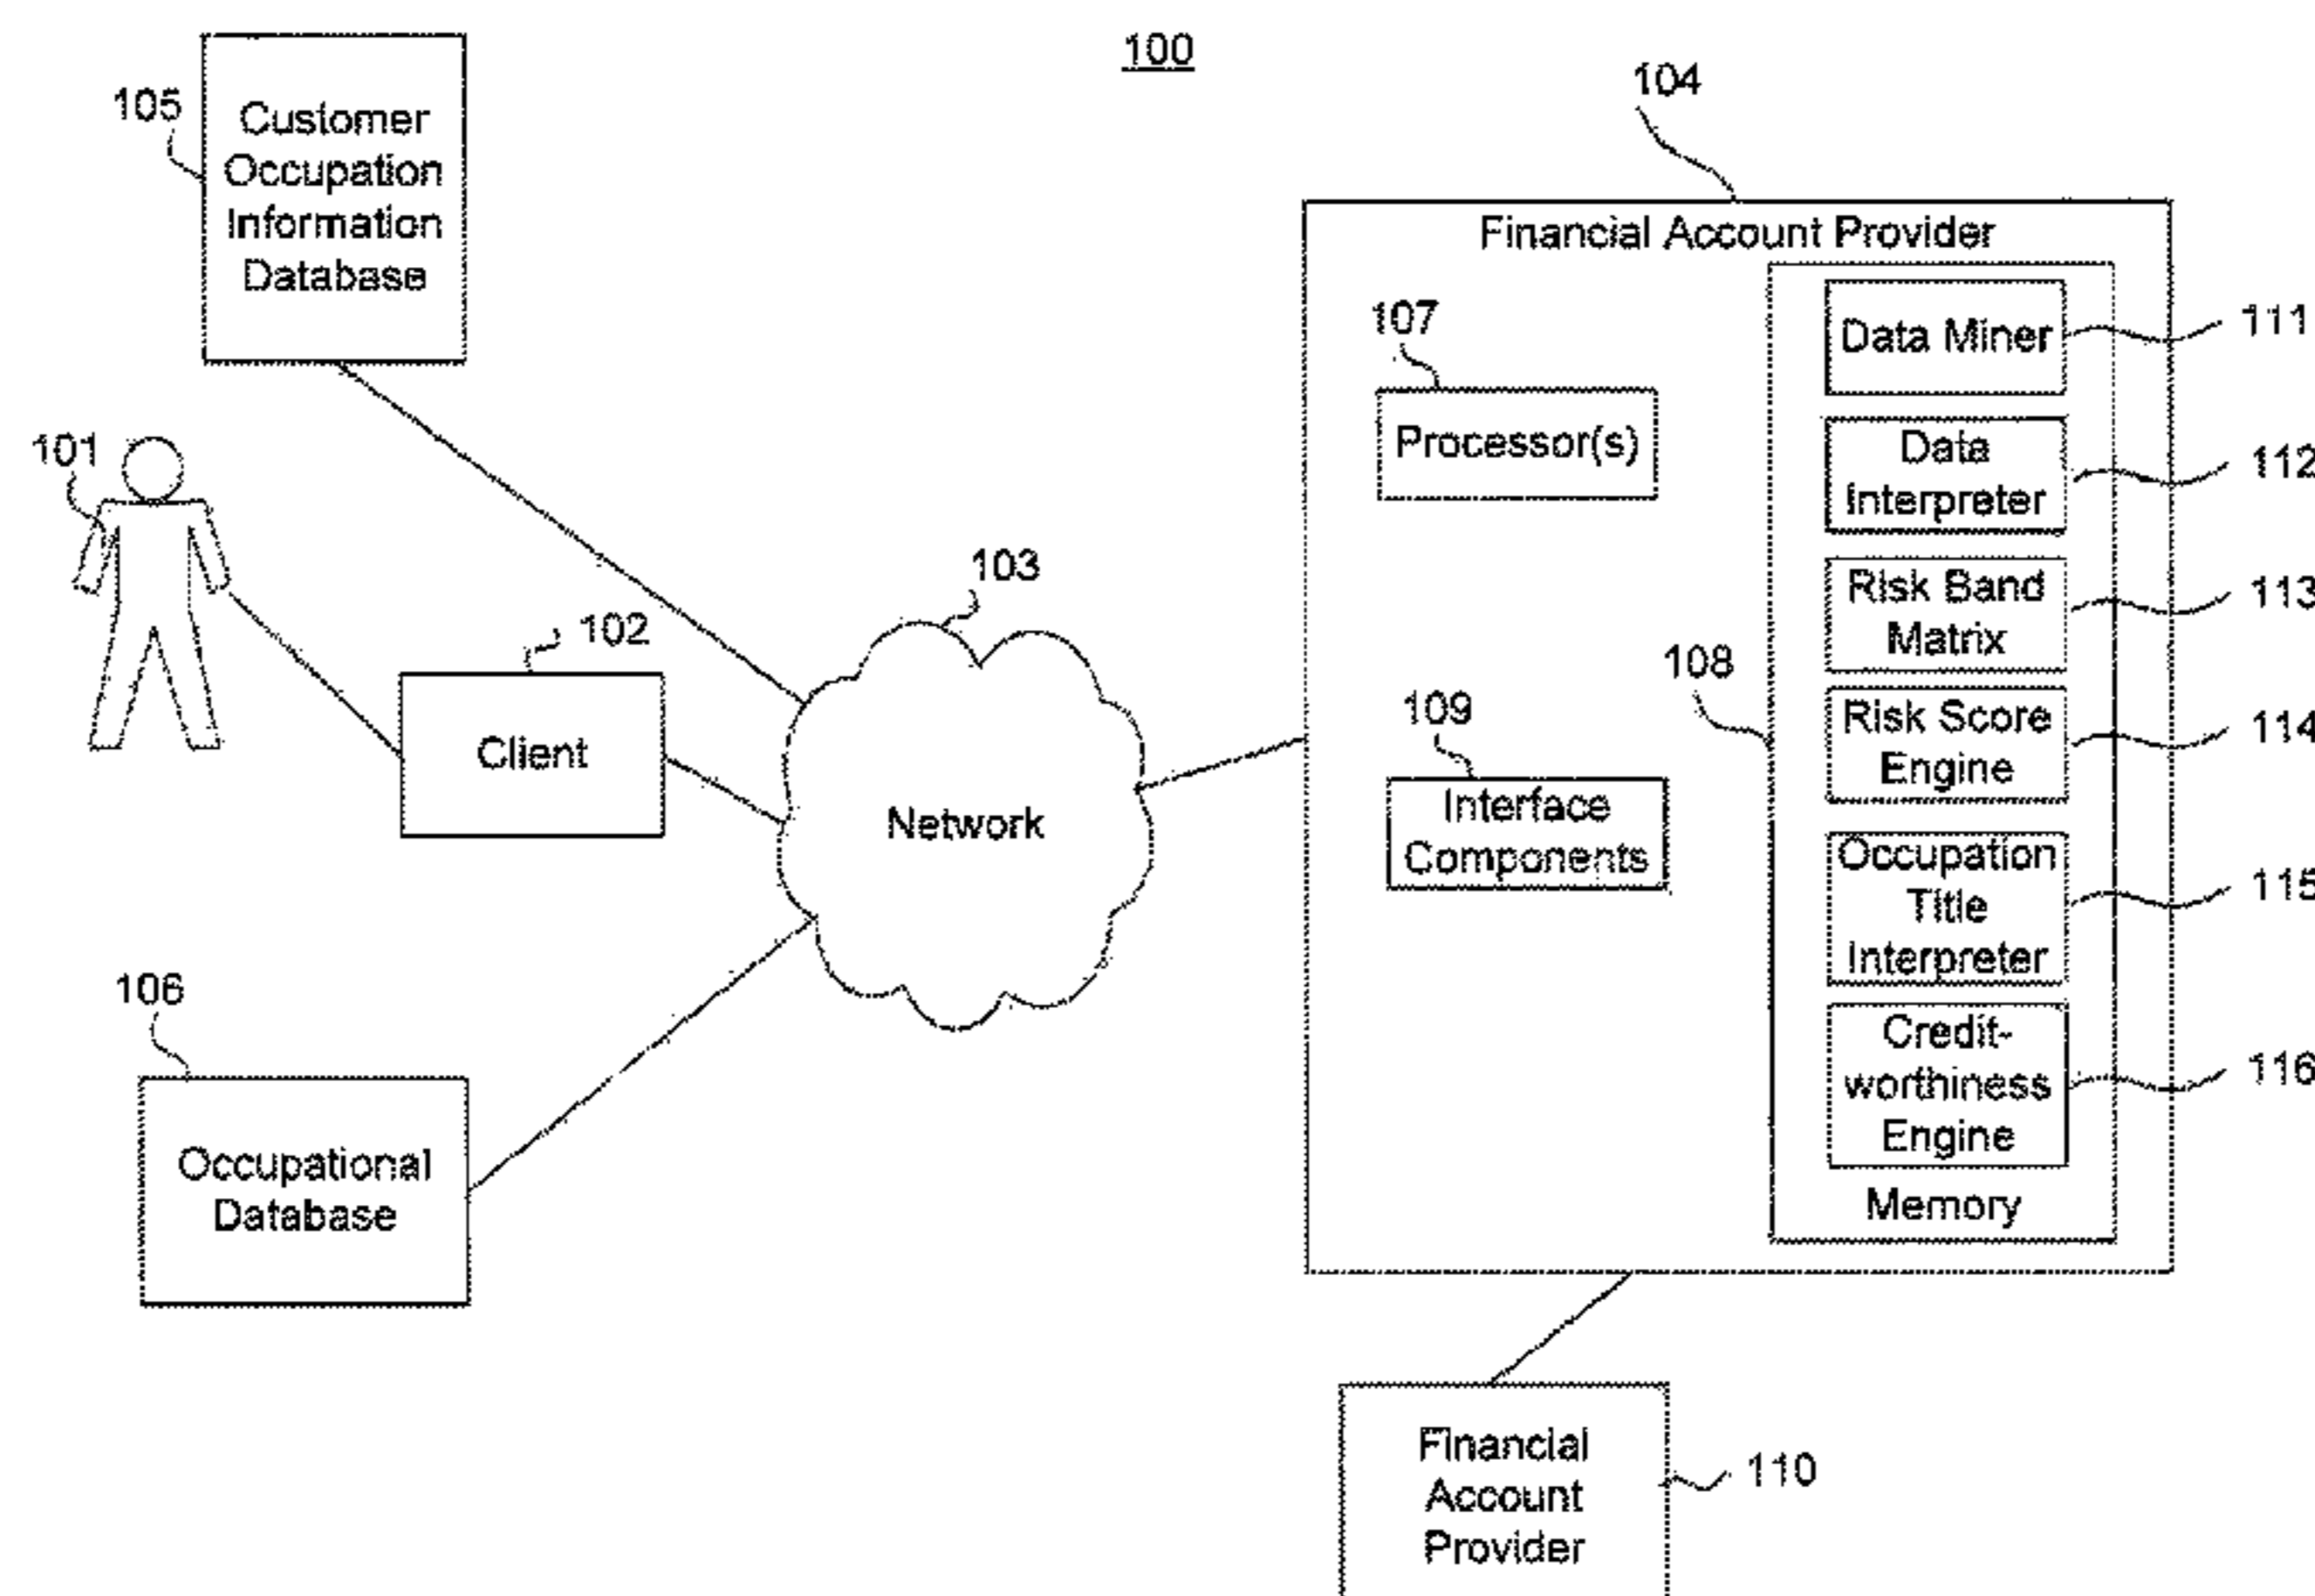 100
105
Customer
Occupation
Information
Database
101
102
Client
103
Network
106
Occupational
Database
104
Financial Account Provider
107
Processor(s)
109
Interface
Components
108
Data Miner
111
Data
Interpreter
112
Risk Band
Matrix
113
Risk Score
Engine
114
Occupation
Title
Interpreter
115
Credit-
worthiness
Engine
116
Memory
Financial
Account
Provider
110